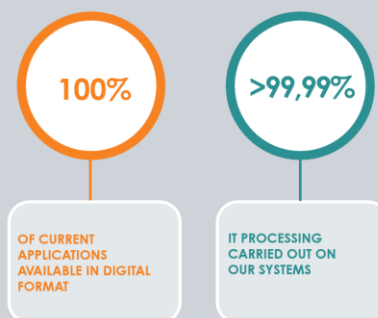 100%
>99,99%
OF CURRENT
APPLICATIONS
AVAILABLE IN DIGITAL
FORMAT
IT PROCESSING
CARRIED OUT ON
OUR SYSTEMS